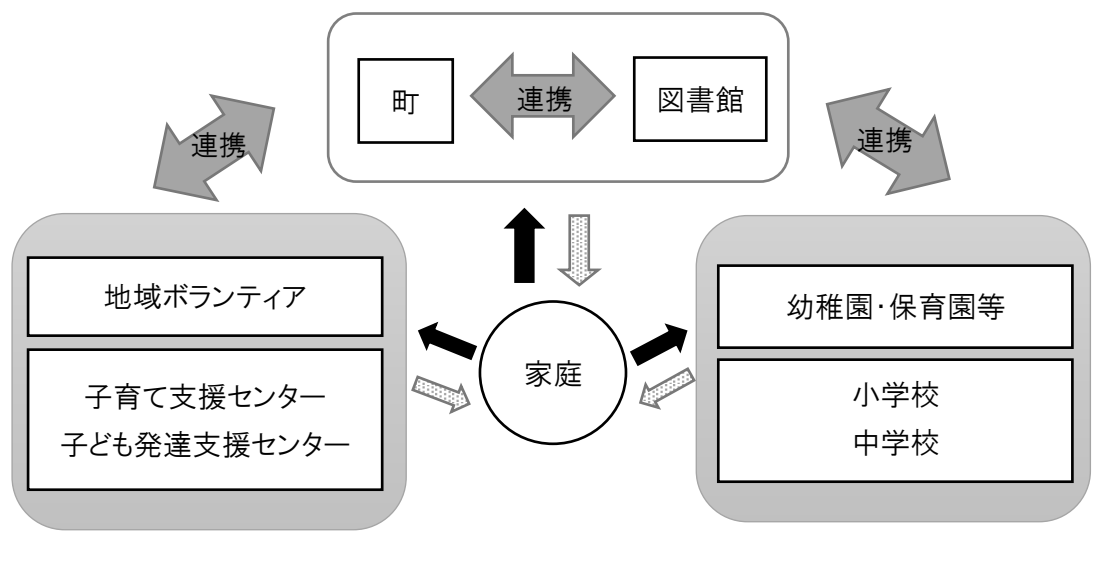 町
連携
図書館
連携
連携
地域ボランティア
子育て支援センター
子ども発達支援センター
家庭
幼稚園・保育園等
小学校
中学校